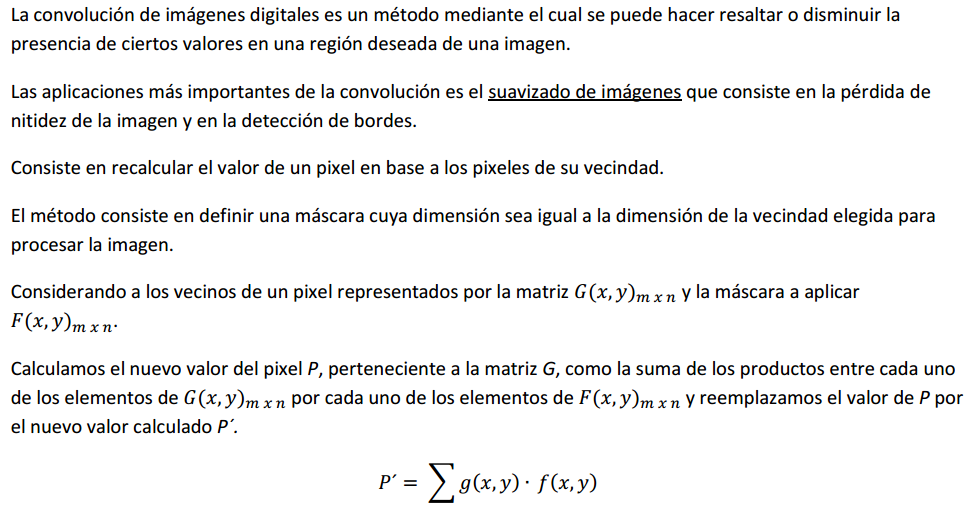 La convolución de imágenes digitales es un método mediante el cual se puede hacer resaltar o disminuir la
presencia de ciertos valores en una región deseada de una imagen.
Las aplicaciones más importantes de la convolución es el suavizado de imágenes que consiste en la pérdida de
nitidez de la imagen y en la detección de bordes.
Consiste en recalcular el valor de un pixel en base a los pixeles de su vecindad.
El método consiste en definir una máscara cuya dimensión sea igual a la dimensión de la vecindad elegida para
procesar la imagen.
Considerando a los vecinos de un pixel representados por la matriz G(x, y)m x n y la máscara a aplicar
F(x, y)m x n.
Calculamos el nuevo valor del pixel P, perteneciente a la matriz G, como la suma de los productos entre cada uno
de los elementos de G(x, y)m x n por cada uno de los elementos de F(x, y)m x n y reemplazamos el valor de P por
el nuevo valor calculado P´.
P´ = ∑ g(x, y) · f(x, y)